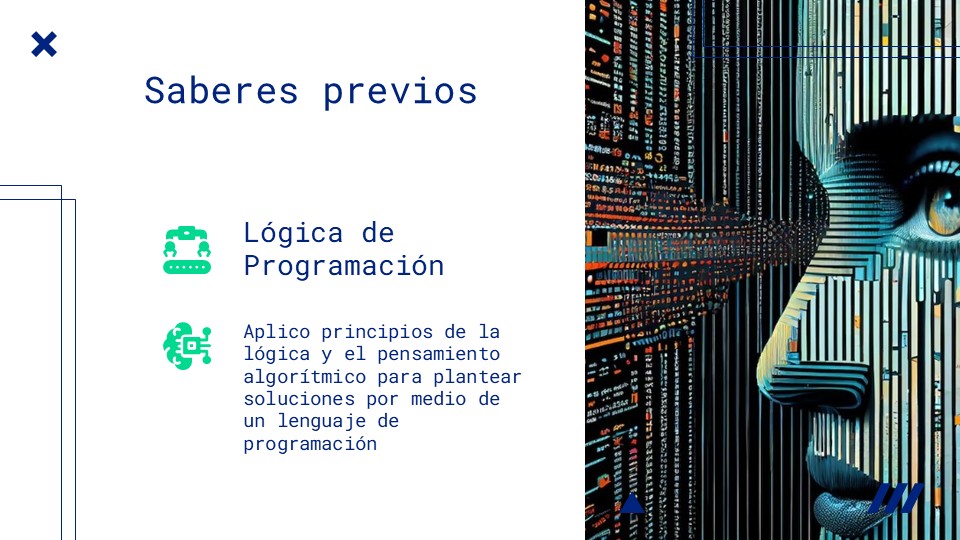 Saberes previos
Lógica de
Programación
Aplico principios de la
lógica y el pensamiento
algorítmico para plantear
soluciones por medio de
un lenguaje de
programación